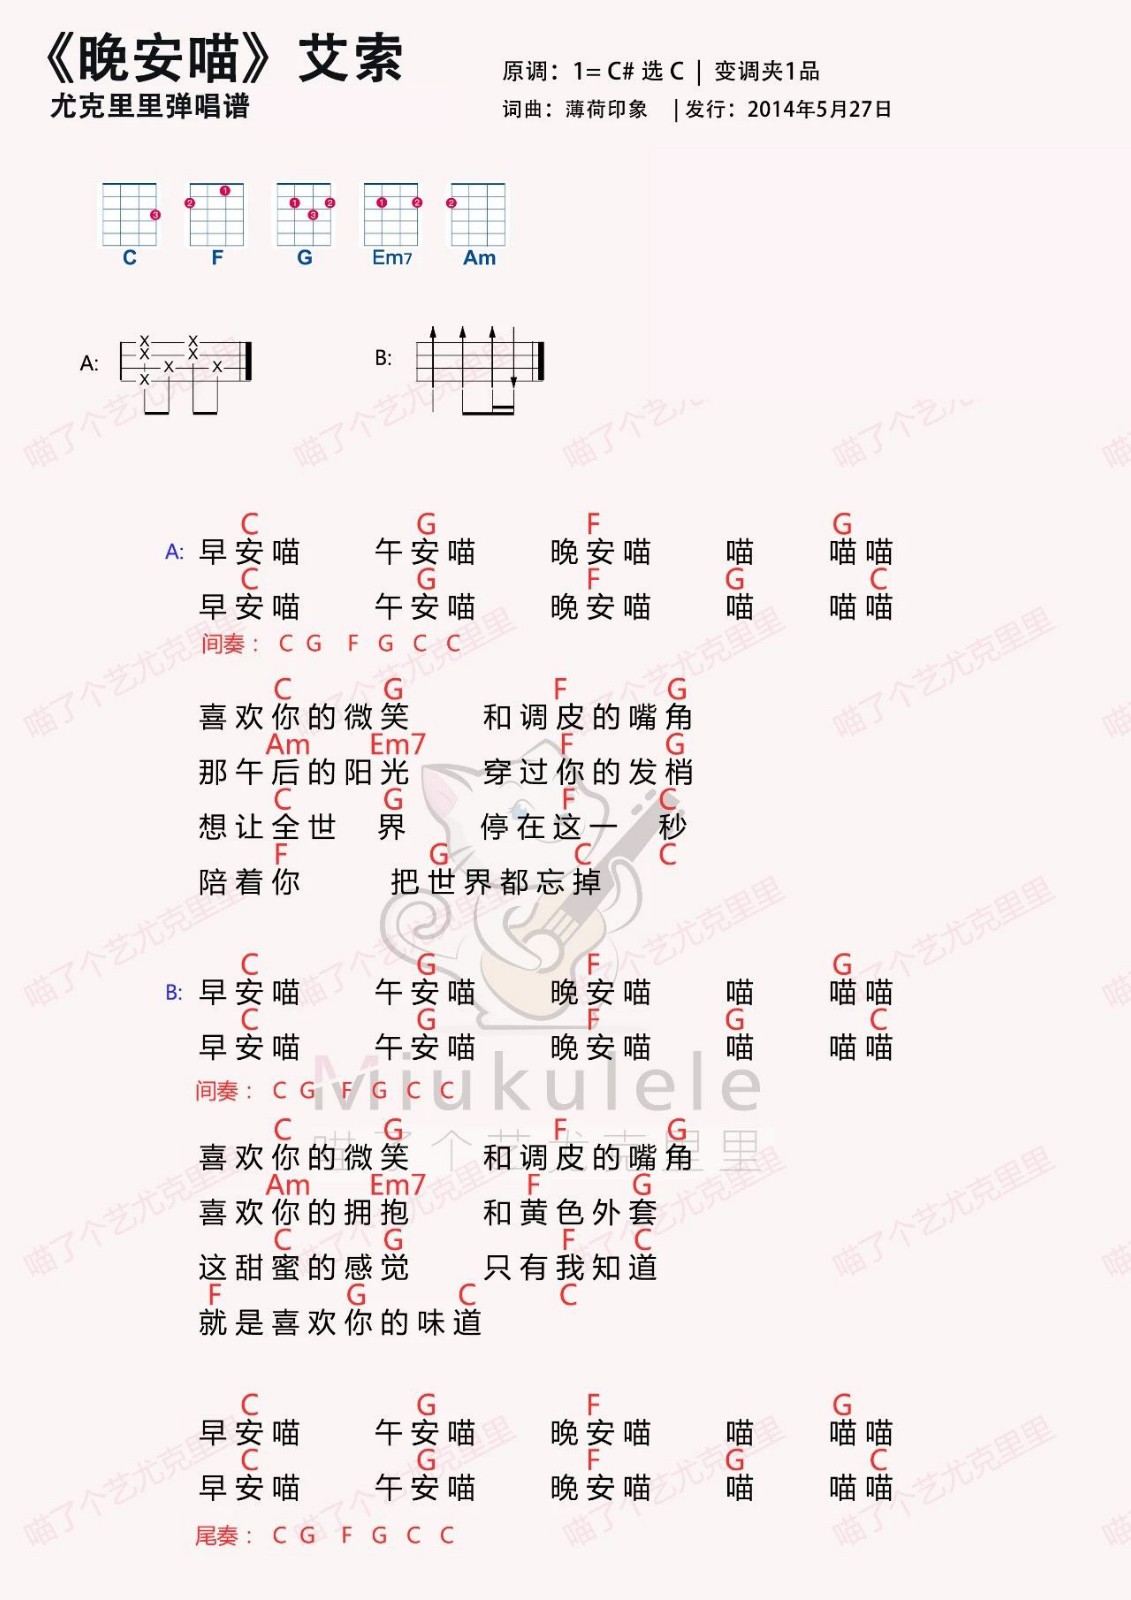 《晚安喵》艾索
尤克里里弹唱谱
原调：1= C# 选 C | 变调夹1品
词曲：薄荷印象 | 发行：2014年5月27日
3 2 1 1 3 2 1 2 2
C F G Em7 Am
A: B:
C G F G
A: 早安喵 午安喵 晚安喵 喵 喵喵
C G F G C
早安喵 午安喵 晚安喵 喵 喵喵
间奏： C G F G C C
C G F G
喜欢你的微笑 和调皮的嘴角
Am Em7 F G
那午后的阳光 穿过你的发梢
C G F C
想让全世 界 停在这一 秒
F G C C
陪着你 把世界都忘掉
C G F G
B: 早安喵 午安喵 晚安喵 喵 喵喵
C G F G C
早安喵 午安喵 晚安喵 喵 喵喵
间奏： C G F G C C
C G F G
喜欢你的微笑 和调皮的嘴角
Am Em7 F G
喜欢你的拥抱 和黄色外套
C G F C
这甜蜜的感觉 只有我知道
F G C C
就是喜欢你的味道
C G F G
早安喵 午安喵 晚安喵 喵 喵喵
C G F G C
早安喵 午安喵 晚安喵 喵 喵喵
尾奏： C G F G C C
Miukulele
喵了个艺尤克里里